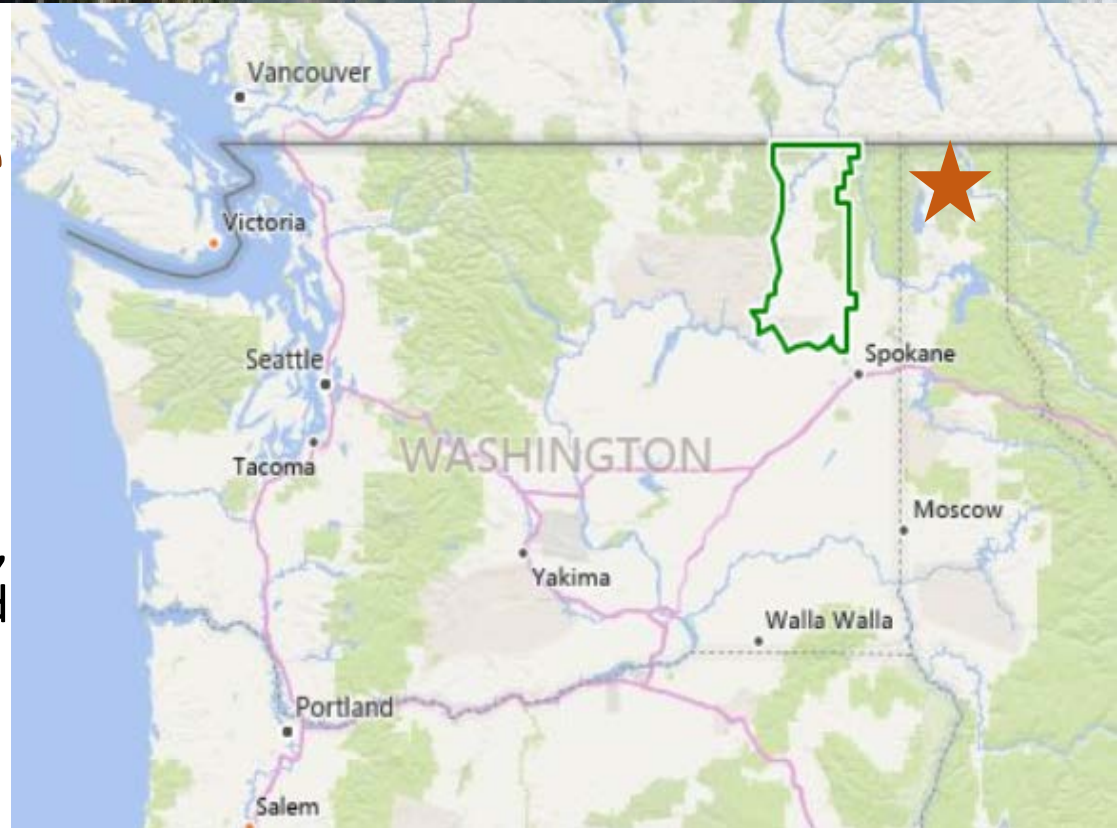 Vancouver
Victoria
Seattle
Spokane
WASHINGTON
Tacoma
Moscow
Yakima
Walla Walla
Portland
Salem